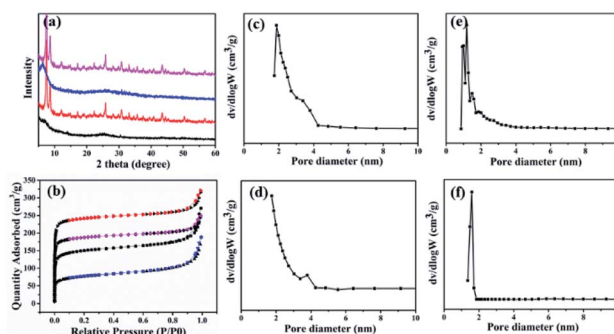 (a)
Intensity
10 20 30 40 50 60
2 theta (degree)
(b)
Quantity Adsorbed (cm³/g)
350
300
250
200
150
100
50
0
0.0 0.2 0.4 0.6 0.8 1.0
Relative Pressure (P/P0)
(c)
dv/dlogW (cm³/g)
0 2 4 6 8 10
Pore diameter (nm)
(d)
dv/dlogW (cm³/g)
0 2 4 6 8 10
Pore diameter (nm)
(e)
dv/dlogW (cm³/g)
0 2 4 6 8 10
Pore diameter (nm)
(f)
dv/dlogW (cm³/g)
2 4 6 8
Pore diameter (nm)